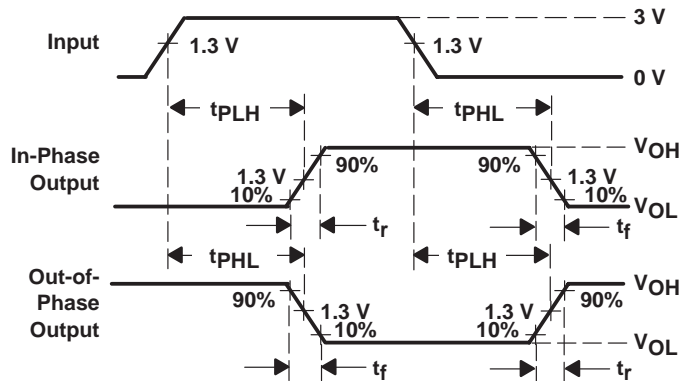 3 V
Input
1.3 V
1.3 V
0 V
tPLH
tPHL
In-Phase
Output
VOH
90%
90%
1.3 V
1.3 V
10%
10%
VOL
tr
tf
tPHL
tPLH
Out-of-
Phase
Output
VOH
90%
90%
1.3 V
1.3 V
10%
10%
VOL
tf
tr